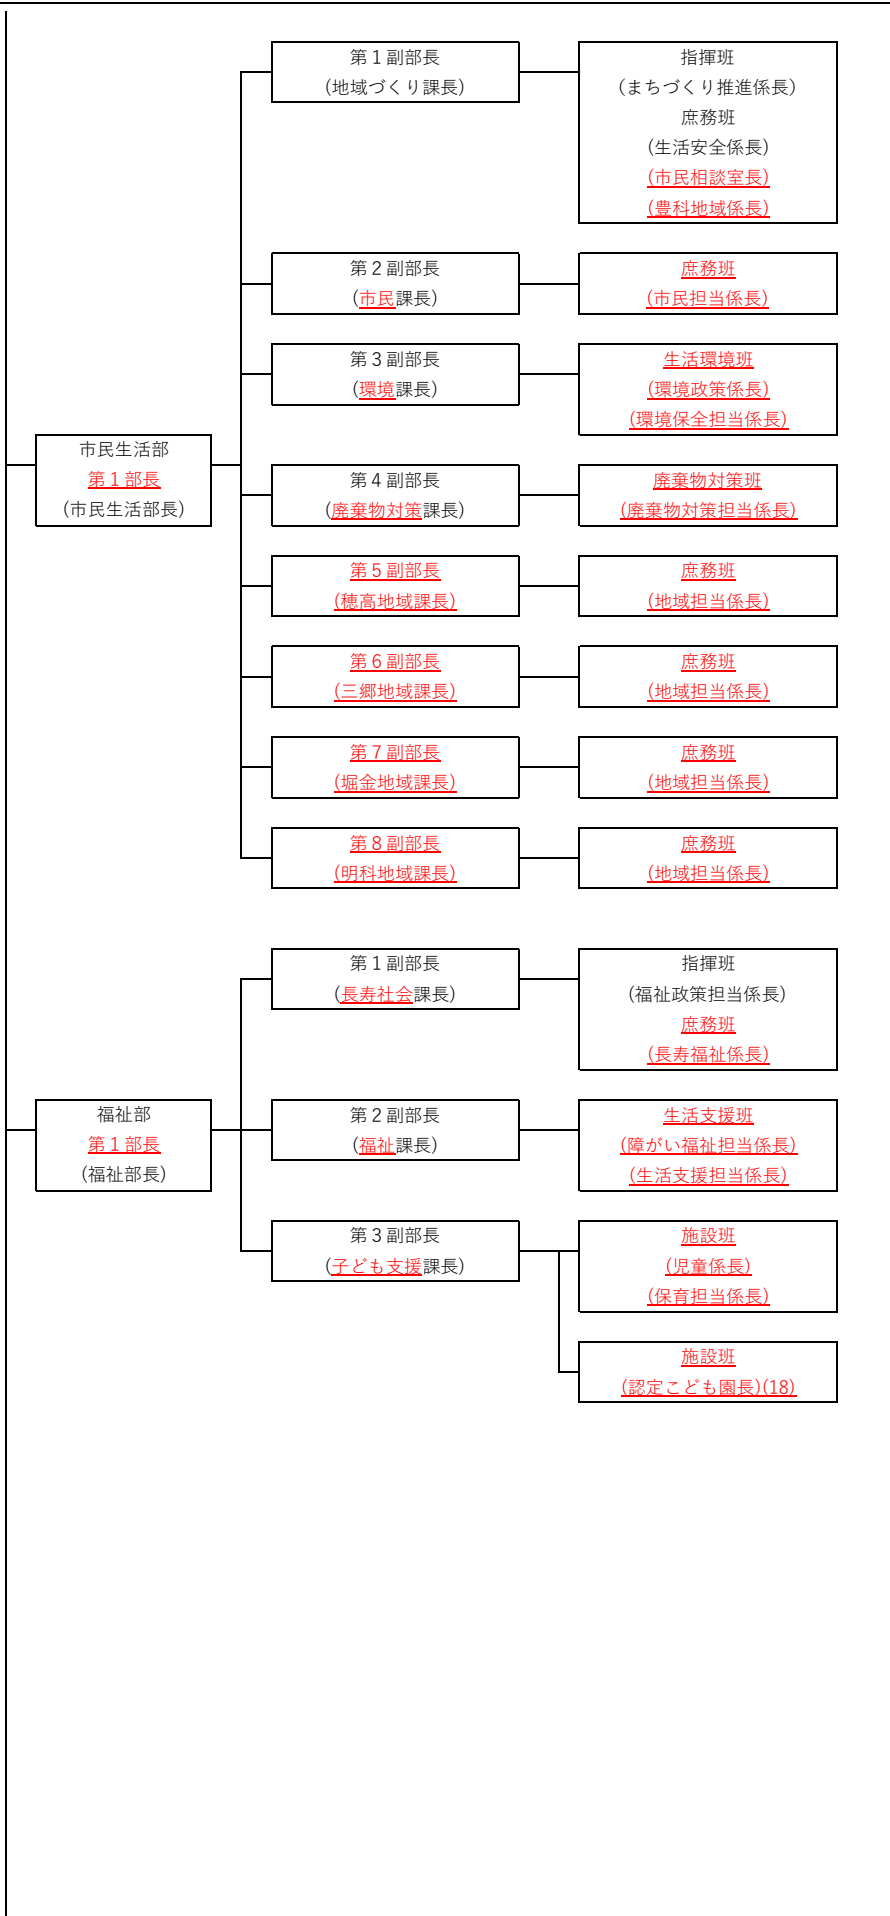 第１副部長
(地域づくり課長)
指揮班
(まちづくり推進係長)
庶務班
(生活安全係長)
(市民相談室長)
(豊科地域係長)
第２副部長
(市民課長)
庶務班
(市民担当係長)
第３副部長
(環境課長)
生活環境班
(環境政策係長)
(環境保全担当係長)
市民生活部
第１部長
(市民生活部長)
第４副部長
(廃棄物対策課長)
廃棄物対策班
(廃棄物対策担当係長)
第５副部長
(穂高地域課長)
庶務班
(地域担当係長)
第６副部長
(三郷地域課長)
庶務班
(地域担当係長)
第７副部長
(堀金地域課長)
庶務班
(地域担当係長)
第８副部長
(明科地域課長)
庶務班
(地域担当係長)
第１副部長
(長寿社会課長)
指揮班
(福祉政策担当係長)
庶務班
(長寿福祉係長)
福祉部
第１部長
(福祉部長)
第２副部長
(福祉課長)
生活支援班
(障がい福祉担当係長)
(生活支援担当係長)
第３副部長
(子ども支援課長)
施設班
(児童係長)
(保育担当係長)
施設班
(認定こども園長)(18)